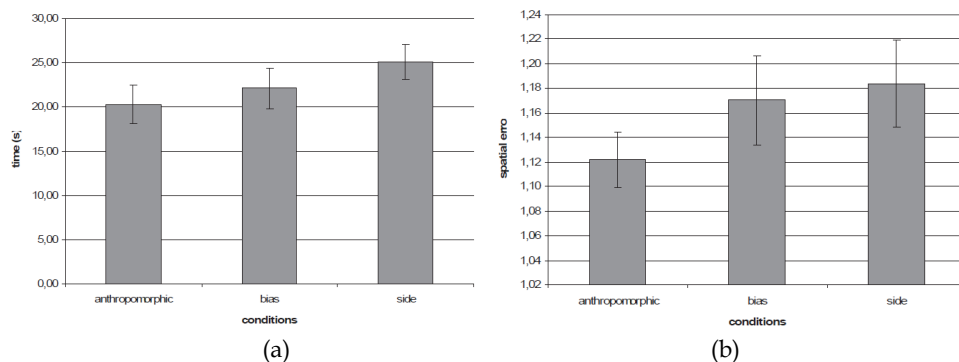 30,00
25,00
20,00
15,00
10,00
5,00
0,00
time (s)
anthropomorphic bias side
conditions
(a)
1,24
1,22
1,20
1,18
1,16
1,14
1,12
1,10
1,08
1,06
1,04
1,02
spatial erro
anthropomorphic bias side
conditions
(b)